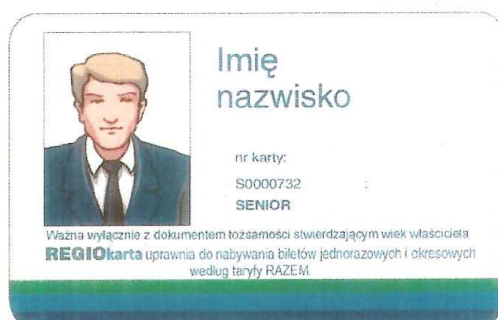 Imię
nazwisko
nr karty:
S0000732 :
SENIOR
Ważna wyłącznie z dokumentem tożsamości stwierdzającym wiek właściciela
REGIOkarta uprawnia do nabywania biletów jednorazowych i okresowych
według taryfy RAZEM.